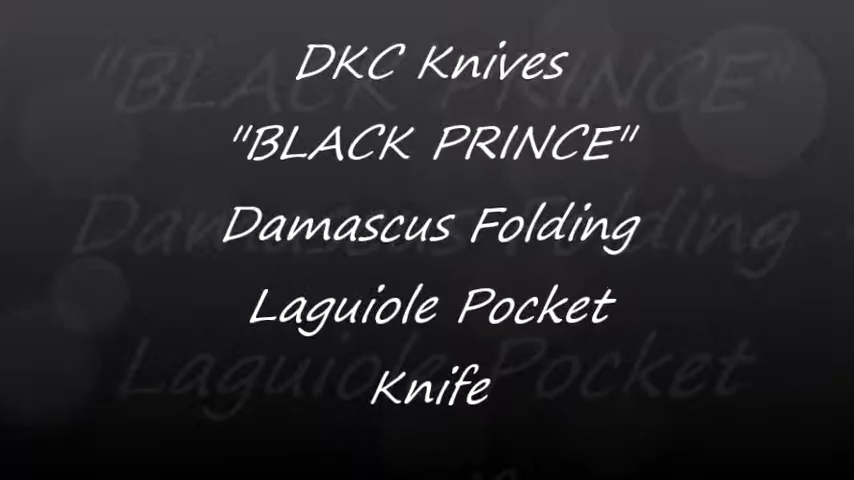 DKC Knives
"BLACK PRINCE"
Damascus Folding
Laguiole Pocket
Knife